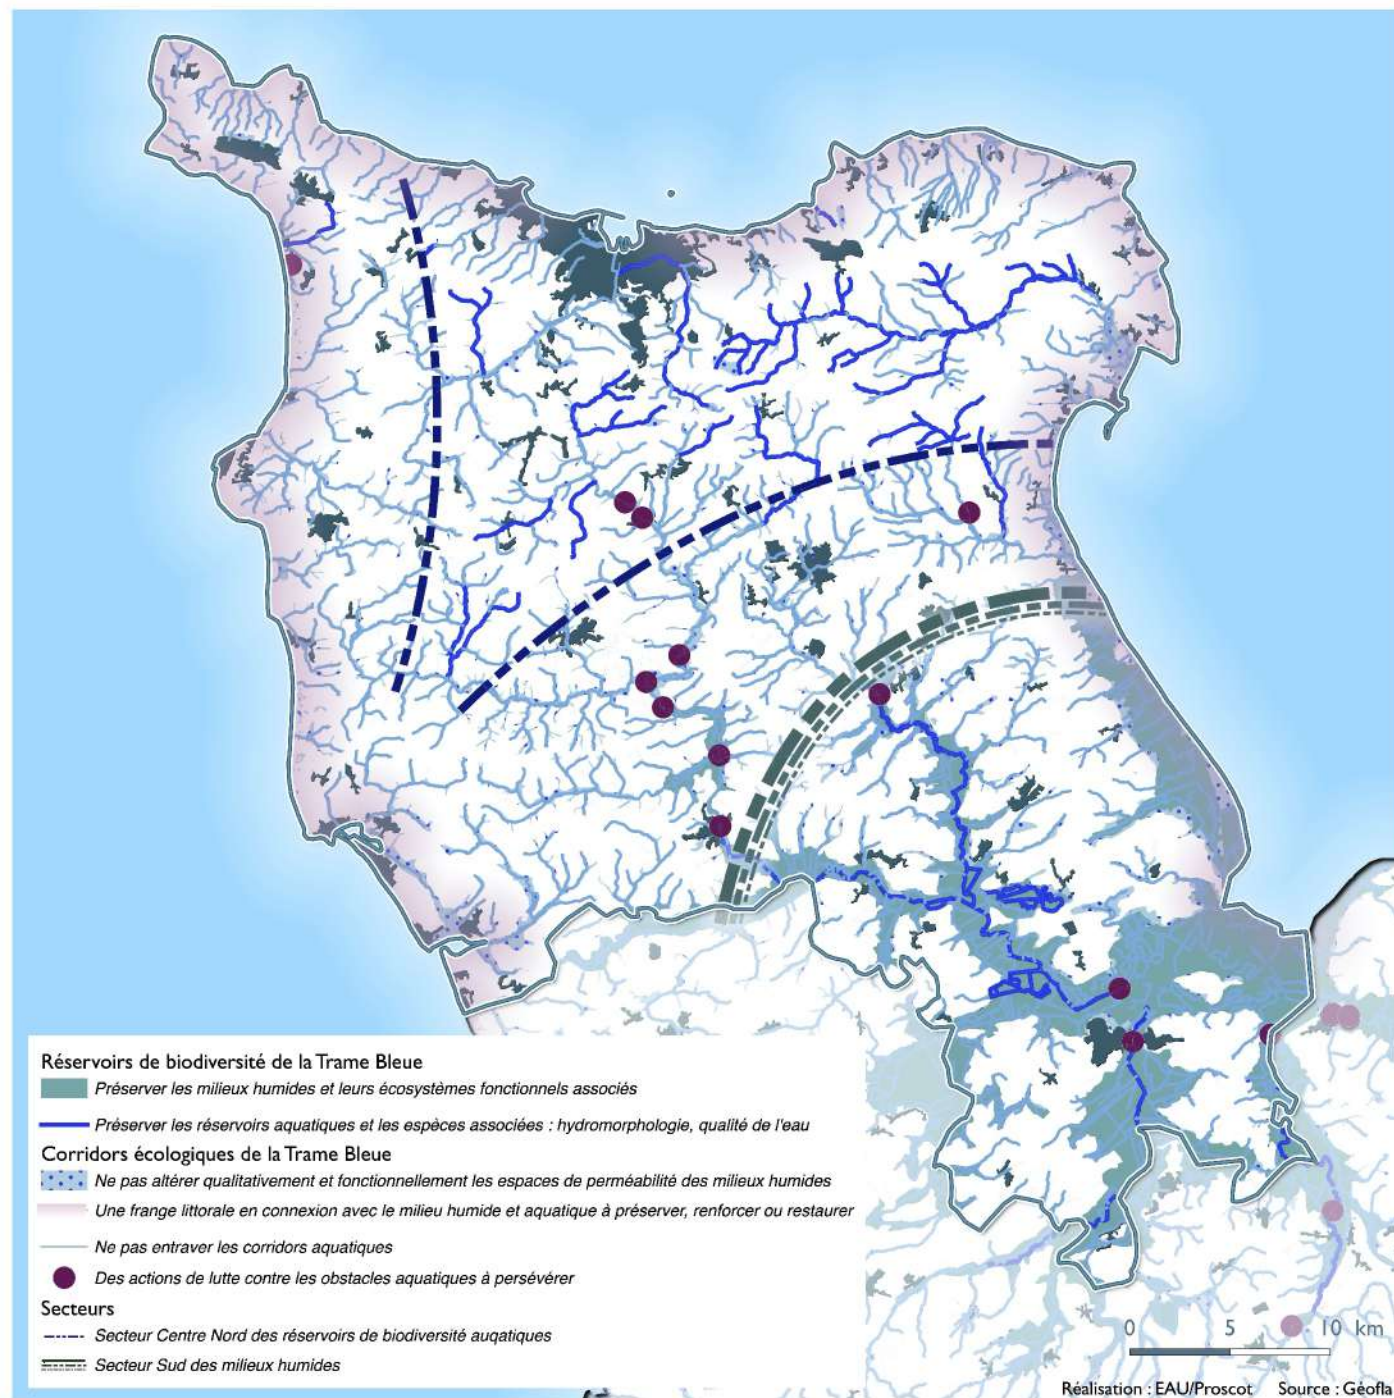 Réservoirs de biodiversité de la Trame Bleue
Préserver les milieux humides et leurs écosystèmes fonctionnels associés
Préserver les réservoirs aquatiques et les espèces associées : hydromorphologie, qualité de l'eau
Corridors écologiques de la Trame Bleue
Ne pas altérer qualitativement et fonctionnellement les espaces de perméabilité des milieux humides
Une frange littorale en connexion avec le milieu humide et aquatique à préserver, renforcer ou restaurer
Ne pas entraver les corridors aquatiques
Des actions de lutte contre les obstacles aquatiques à persévérer
Secteurs
Secteur Centre Nord des réservoirs de biodiversité auqatiques
Secteur Sud des milieux humides
0 5 10 km
Réalisation : EAU/Proscot Source : Géofla